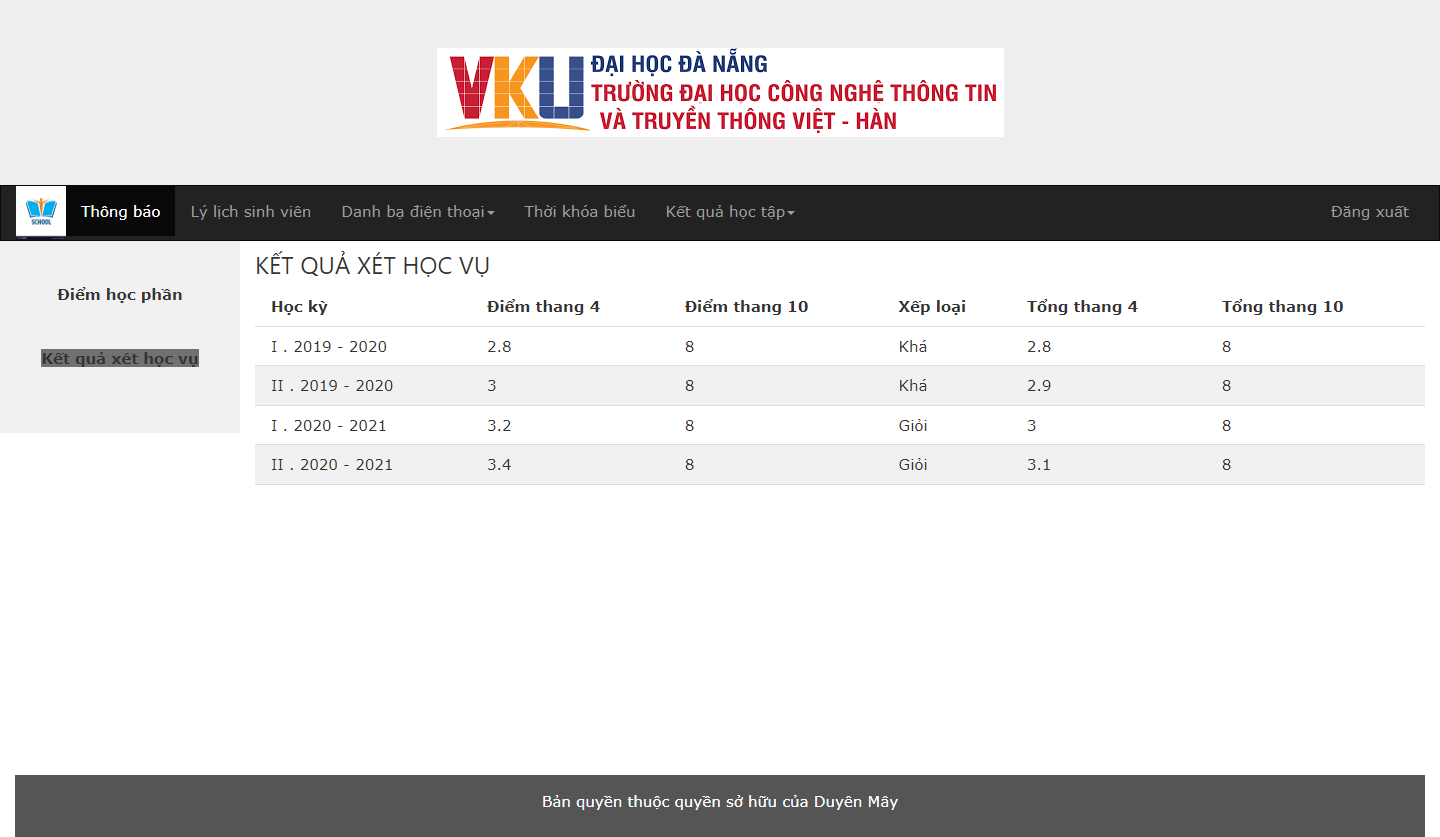 VKU
ĐẠI HỌC ĐÀ NẴNG
TRƯỜNG ĐẠI HỌC CÔNG NGHỆ THÔNG TIN
VÀ TRUYỀN THÔNG VIỆT - HÀN
SCHOOL Thông báo Lý lịch sinh viên Danh bạ điện thoại Thời khóa biểu Kết quả học tập Đăng xuất
Điểm học phần
Kết quả xét học vụ
KẾT QUẢ XÉT HỌC VỤ
Học kỳ Điểm thang 4 Điểm thang 10 Xếp loại Tổng thang 4 Tổng thang 10
I . 2019 - 2020 2.8 8 Khá 2.8 8
II . 2019 - 2020 3 8 Khá 2.9 8
I . 2020 - 2021 3.2 8 Giỏi 3 8
II . 2020 - 2021 3.4 8 Giỏi 3.1 8
Bản quyền thuộc quyền sở hữu của Duyên Mây